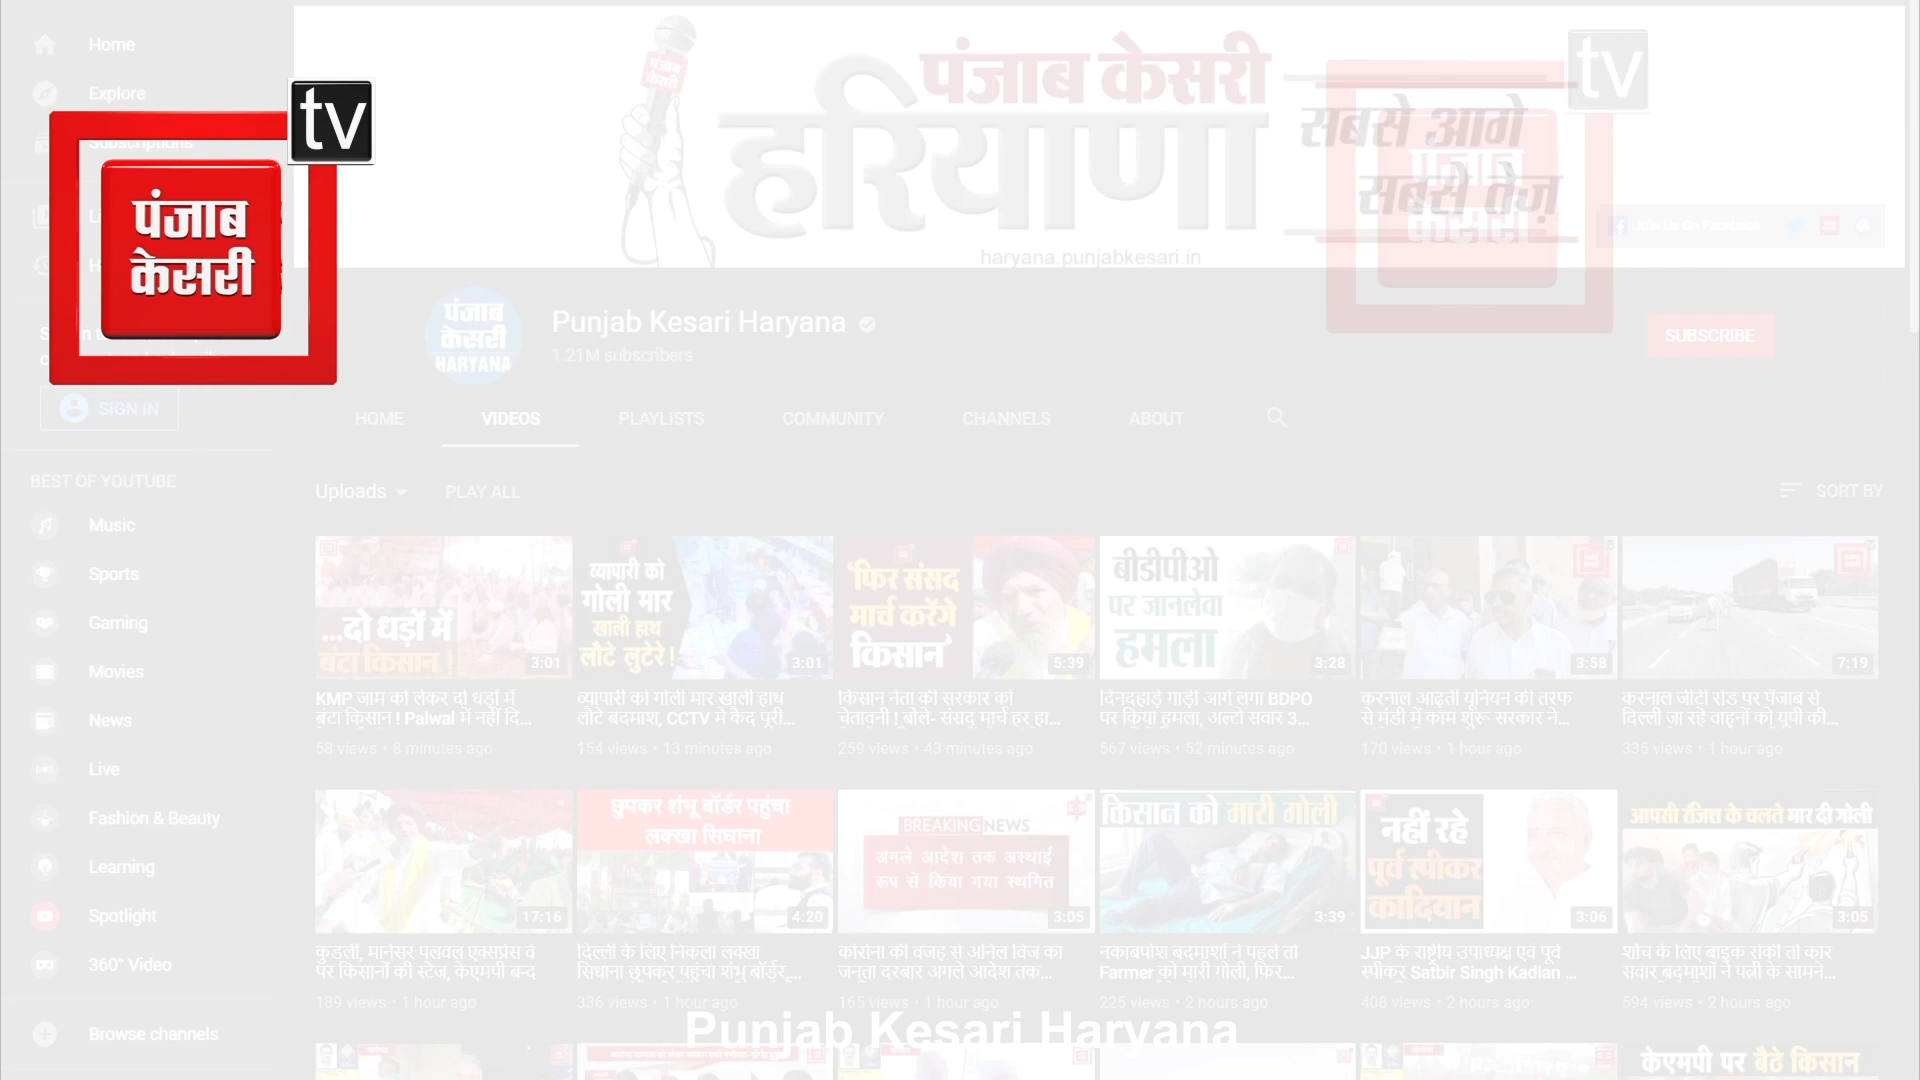 Home
Explore
Subscriptions
tv
पंजाब
केसरी
SIGN IN
BEST OF YOUTUBE
Music
Sports
Gaming
Movies
News
Live
Fashion & Beauty
Learning
Spotlight
360° Video
Browse channels
पंजाब केसरी
हरियाणा
haryana.punjabkesari.in
सबसे आगे
सबसे तेज़
tv
पंजाब
केसरी
Join Us On Facebook
पंजाब
केसरी
HARYANA
Punjab Kesari Haryana
1.21M subscribers
SUBSCRIBE
HOME VIDEOS PLAYLISTS COMMUNITY CHANNELS ABOUT
Uploads PLAY ALL SORT BY
...दो धड़ों में
बंटा किसान !
3:01
KMP जाम को लेकर दो धड़ों में
बंटा किसान ! Palwal में नहीं दि...
58 views • 8 minutes ago
व्यापारी को
गोली मार
खाली हाथ
लौटे लुटेरे !
3:01
व्यापारी को गोली मार खाली हाथ
लौटे बदमाश, CCTV में कैद पूरी...
154 views • 13 minutes ago
'फिर संसद
मार्च करेंगे
किसान'
5:39
किसान नेता की सरकार को
चेतावनी ! बोले- संसद मार्च हर हा...
259 views • 43 minutes ago
बीडीपीओ
पर जानलेवा
हमला
3:28
दिनदहाड़े गाड़ी आगे लगा BDPO
पर किया हमला, अल्टो सवार 3...
567 views • 52 minutes ago
3:58
करनाल आढ़ती यूनियन की तरफ
से मंडी में काम शुरू सरकार ने...
170 views • 1 hour ago
7:19
करनाल जीटी रोड पर पंजाब से
दिल्ली जा रहे वाहनों को यूपी की...
335 views • 1 hour ago
17:16
कुंडली, मानेसर पलवल एक्सप्रेस वे
पर किसानों की स्टेज, केएमपी बन्द
189 views • 1 hour ago
छुपकर शंभू बॉर्डर पहुंचा
लक्खा सिधाना
4:20
दिल्ली के लिए निकला लक्खा
सिधाना छुपकर पहुंचा शंभू बॉर्डर,...
336 views • 1 hour ago
BREAKING NEWS
अगले आदेश तक अस्थाई
रूप से किया गया स्थगित
3:05
कोरोना की वजह से अनिल विज का
जनता दरबार अगले आदेश तक...
165 views • 1 hour ago
किसान को मारी गोली
3:39
नकाबपोश बदमाशों ने पहले तो
Farmer को मारी गोली, फिर...
225 views • 2 hours ago
नहीं रहे
पूर्व स्पीकर
कादियान
3:06
JJP के राष्ट्रीय उपाध्यक्ष एवं पूर्व
स्पीकर Satbir Singh Kadian ...
408 views • 2 hours ago
आपसी रंजिश के चलते मार दी गोली
3:05
शौच के लिए बाइक रोकी तो कार
सवार बदमाशों ने पत्नी के सामने...
594 views • 2 hours ago
Punjab Kesari Haryana
केएमपी पर बैठे किसान